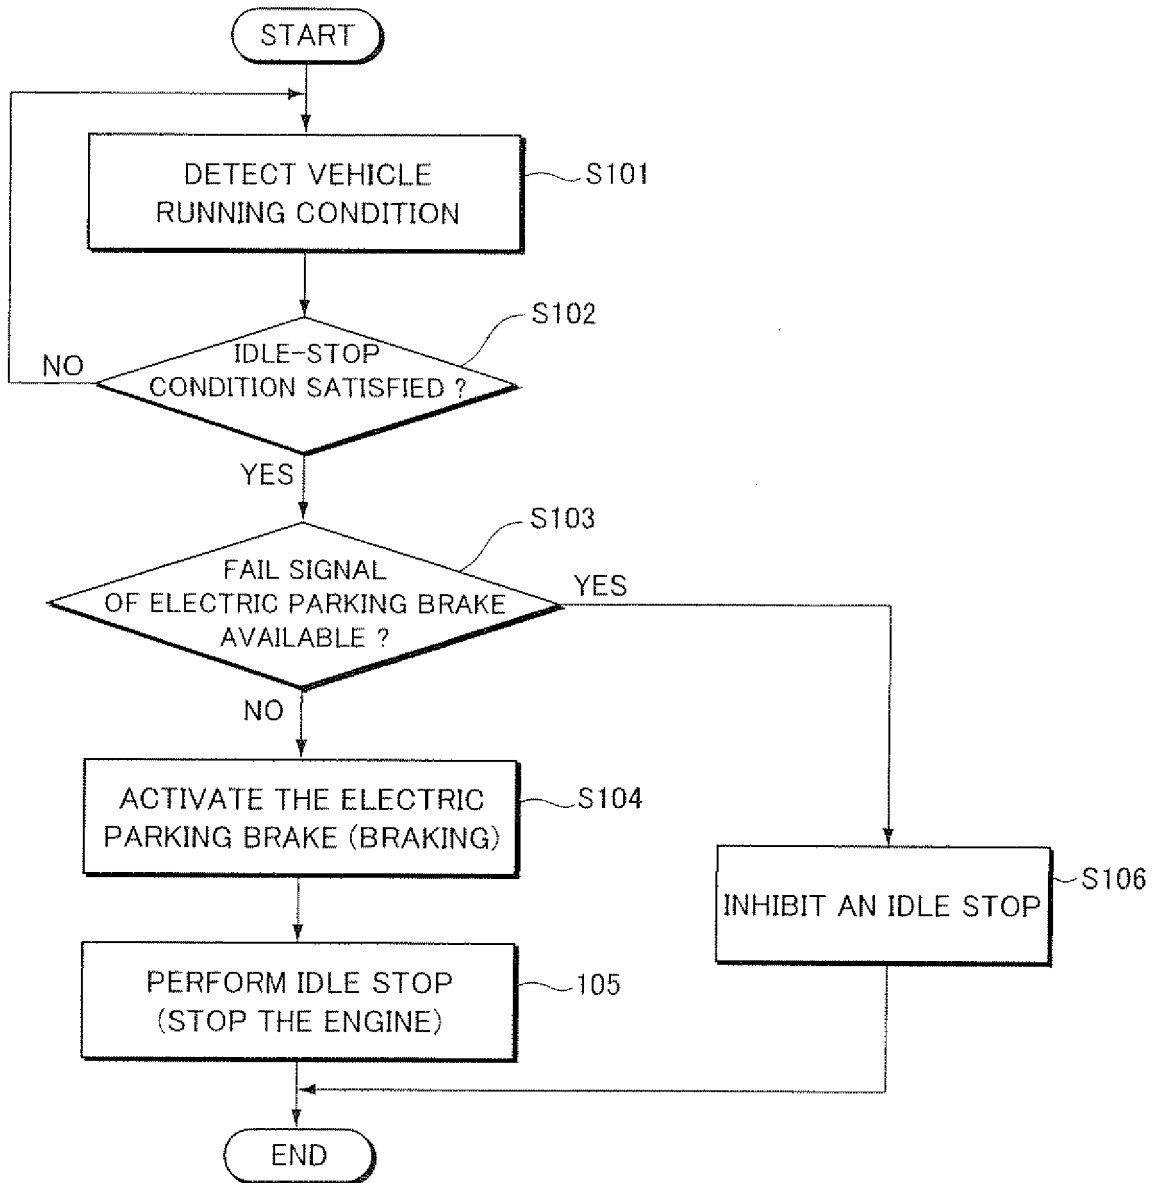 START
DETECT VEHICLE
RUNNING CONDITION
S101
IDLE-STOP
CONDITION SATISFIED ?
S102
NO
YES
FAIL SIGNAL
OF ELECTRIC PARKING BRAKE
AVAILABLE ?
S103
YES
NO
ACTIVATE THE ELECTRIC
PARKING BRAKE (BRAKING)
S104
INHIBIT AN IDLE STOP
S106
PERFORM IDLE STOP
(STOP THE ENGINE)
105
END